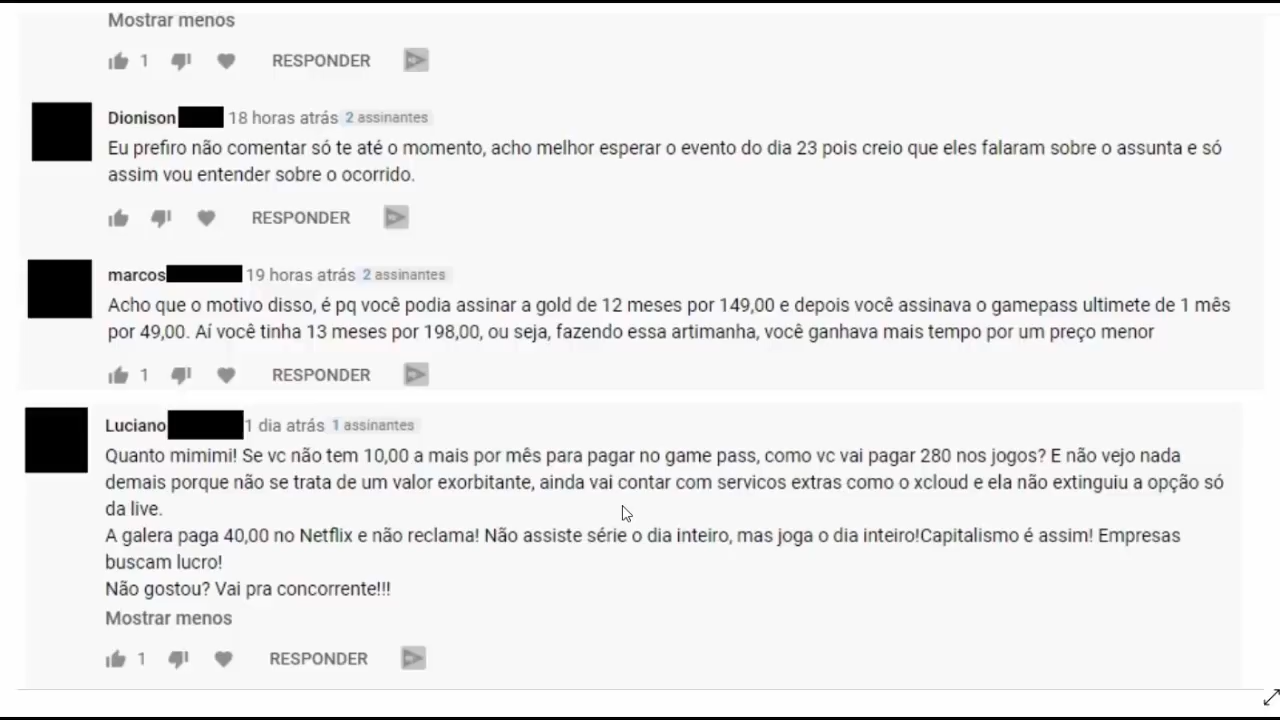 Mostrar menos
1 RESPONDER
Dionison 18 horas atrás 2 assinantes
Eu prefiro não comentar só te até o momento, acho melhor esperar o evento do dia 23 pois creio que eles falaram sobre o assunta e só
assim vou entender sobre o ocorrido.
RESPONDER
marcos 19 horas atrás 2 assinantes
Acho que o motivo disso, é pq você podia assinar a gold de 12 meses por 149,00 e depois você assinava o gamepass ultimete de 1 mês
por 49,00. Aí você tinha 13 meses por 198,00, ou seja, fazendo essa artimanha, você ganhava mais tempo por um preço menor
1 RESPONDER
Luciano 1 dia atrás 1 assinantes
Quanto mimimi! Se vc não tem 10,00 a mais por mês para pagar no game pass, como vc vai pagar 280 nos jogos? E não vejo nada
demais porque não se trata de um valor exorbitante, ainda vai contar com servicos extras como o xcloud e ela não extinguiu a opção só
da live.
A galera paga 40,00 no Netflix e não reclama! Não assiste série o dia inteiro, mas joga o dia inteiro!Capitalismo é assim! Empresas
buscam lucro!
Não gostou? Vai pra concorrente!!!
Mostrar menos
1 RESPONDER